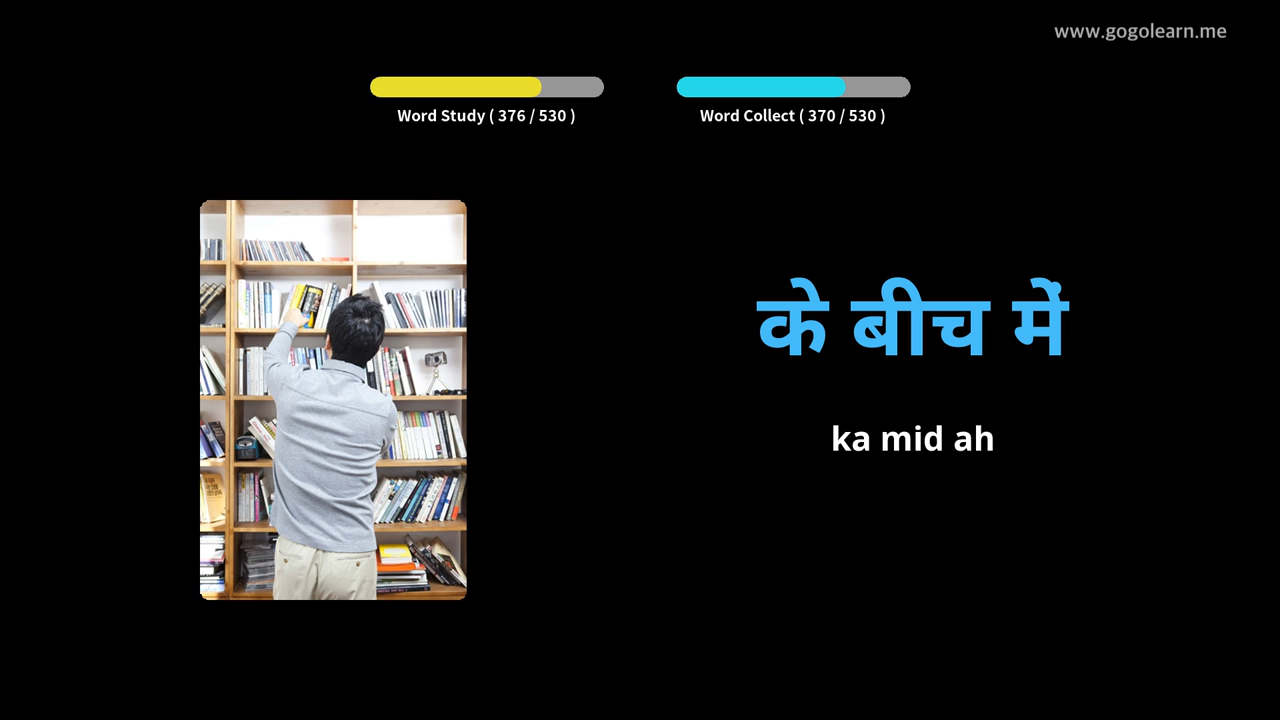 www.gogolearn.me
Word Study ( 376 / 530 )
Word Collect ( 370 / 530 )
के बीच में
ka mid ah